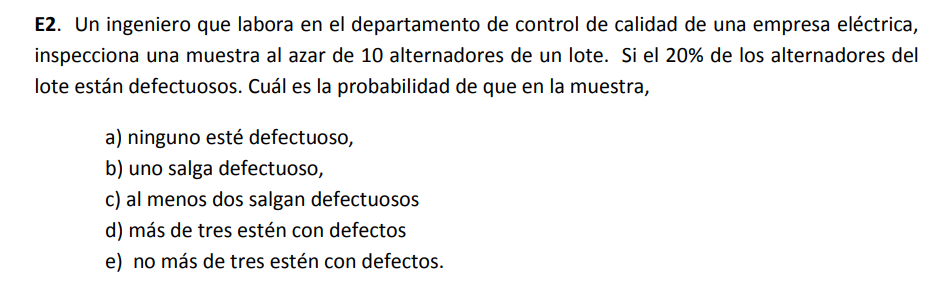 E2. Un ingeniero que labora en el departamento de control de calidad de una empresa eléctrica,
inspecciona una muestra al azar de 10 alternadores de un lote. Si el 20% de los alternadores del
lote están defectuosos. Cuál es la probabilidad de que en la muestra,
a) ninguno esté defectuoso,
b) uno salga defectuoso,
c) al menos dos salgan defectuosos
d) más de tres estén con defectos
e) no más de tres estén con defectos.